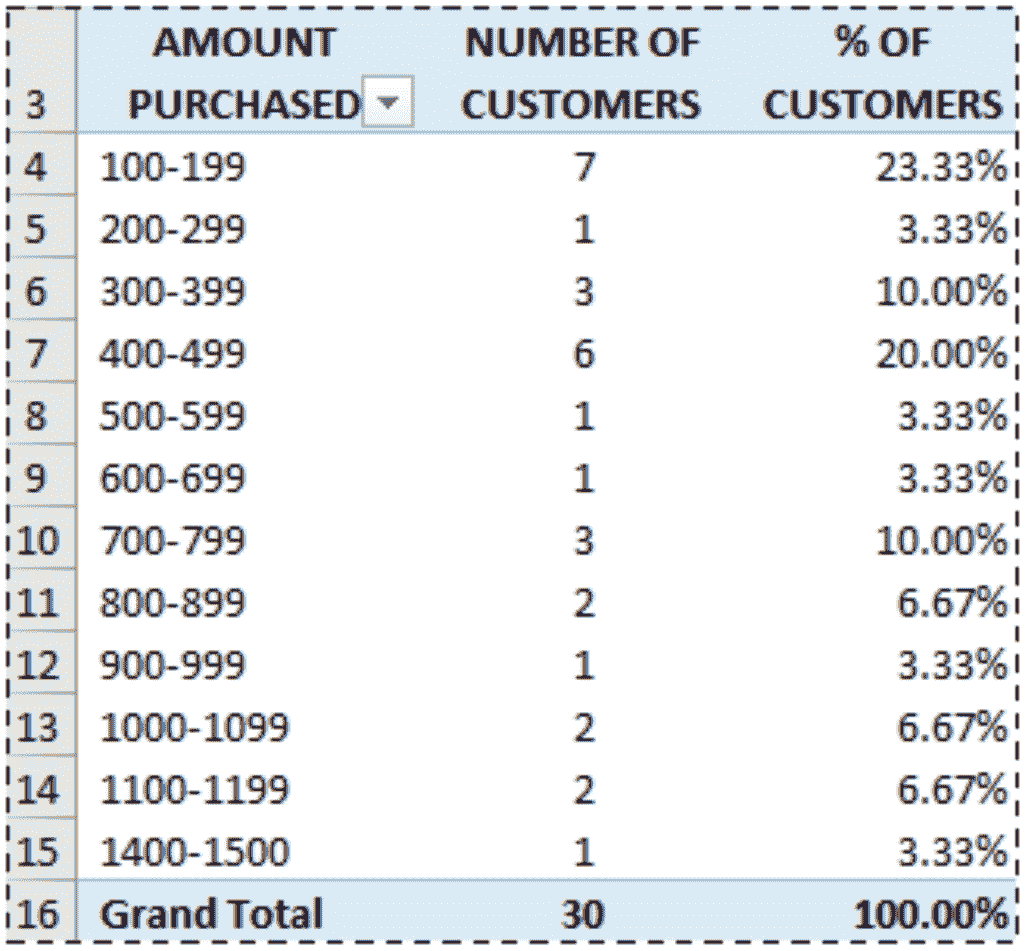 AMOUNT NUMBER OF % OF
3 PURCHASED CUSTOMERS CUSTOMERS
4 100-199 7 23.33%
5 200-299 1 3.33%
6 300-399 3 10.00%
7 400-499 6 20.00%
8 500-599 1 3.33%
9 600-699 1 3.33%
10 700-799 3 10.00%
11 800-899 2 6.67%
12 900-999 1 3.33%
13 1000-1099 2 6.67%
14 1100-1199 2 6.67%
15 1400-1500 1 3.33%
16 Grand Total 30 100.00%